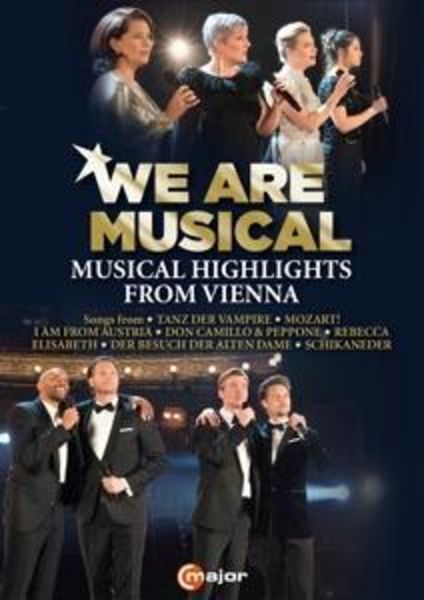 WE ARE
MUSICAL
MUSICAL HIGHLIGHTS
FROM VIENNA
Songs from • TANZ DER VAMPIRE • MOZART!
I AM FROM AUSTRIA • DON CAMILLO & PEPPONE • REBECCA
ELISABETH • DER BESUCH DER ALTEN DAME • SCHIKANEDER
C major